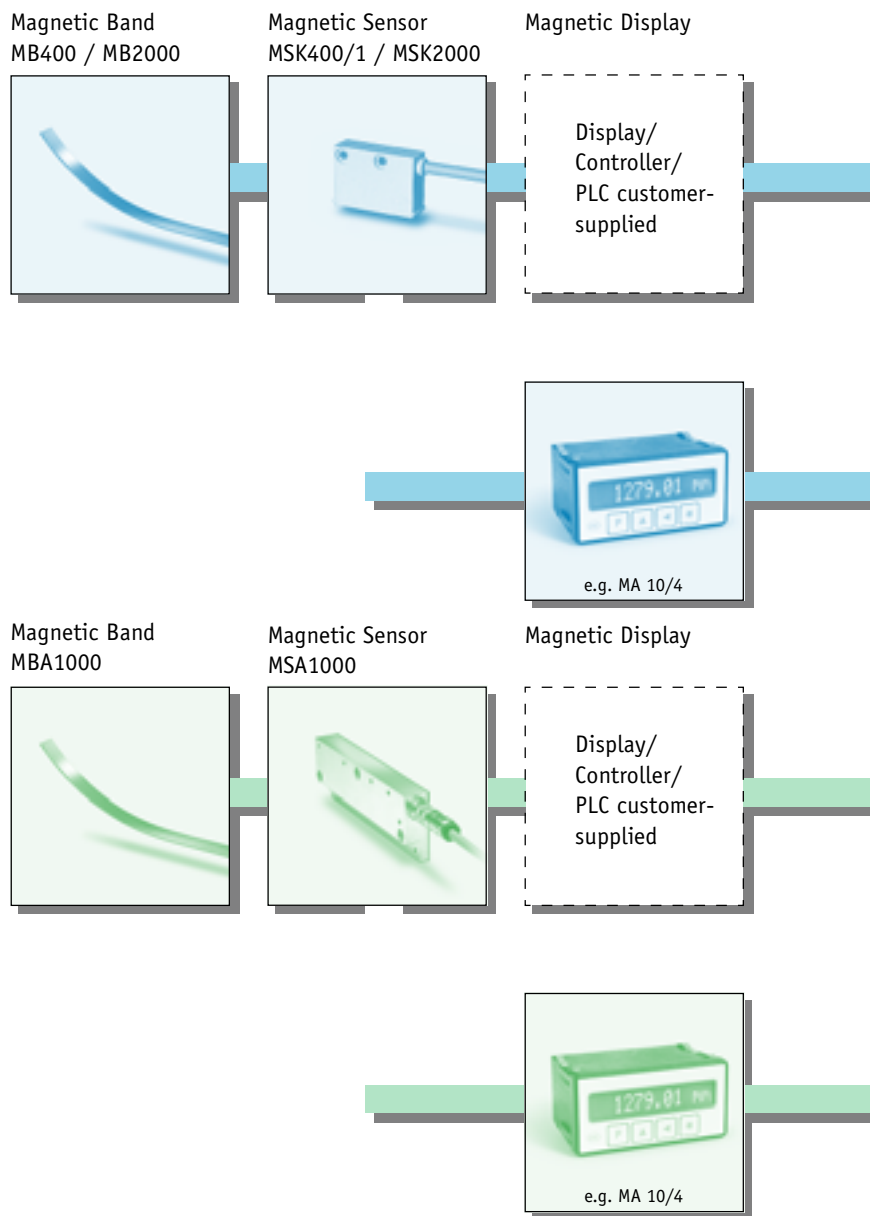 Magnetic Band
MB400 / MB2000
Magnetic Sensor
MSK400/1 / MSK2000
Magnetic Display
Display/
Controller/
PLC customer-
supplied
1279.01 mm
e.g. MA 10/4
Magnetic Band
MBA1000
Magnetic Sensor
MSA1000
Magnetic Display
Display/
Controller/
PLC customer-
supplied
1279.01 mm
e.g. MA 10/4